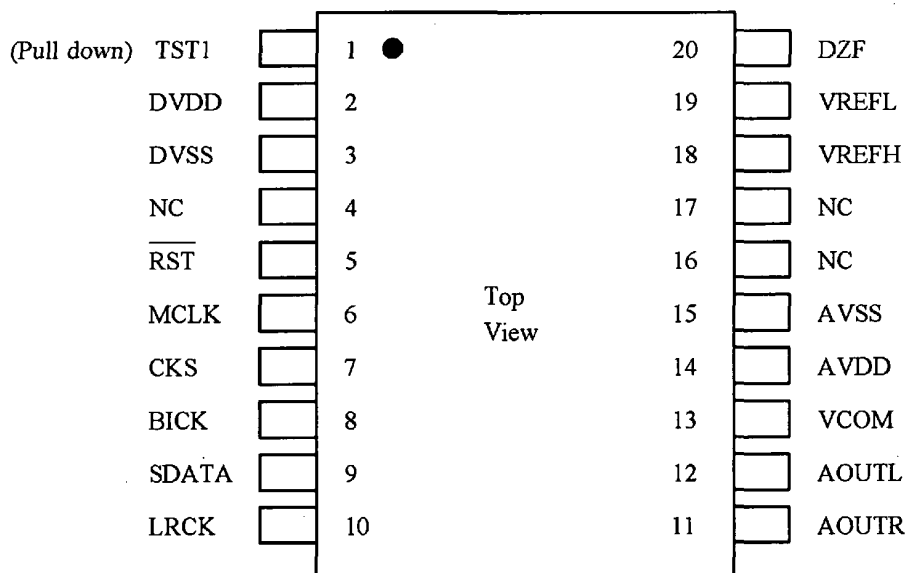 (Pull down) TST1 1 20 DZF
DVDD 2 19 VREFL
DVSS 3 18 VREFH
NC 4 17 NC
RST 5 16 NC
MCLK 6 Top 15 AVSS
View
CKS 7 14 AVDD
BICK 8 13 VCOM
SDATA 9 12 AOUTL
LRCK 10 11 AOUTR